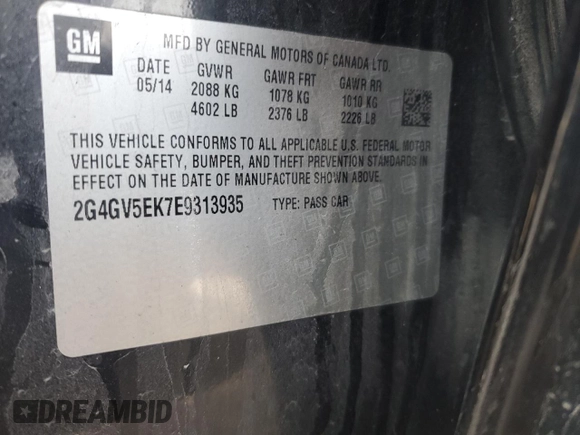 GM
MFD BY GENERAL MOTORS OF CANADA LTD.
DATE GVWR GAWR FRT GAWR RR
05/14 2088 KG 1078 KG 1010 KG
4602 LB 2376 LB 2226 LB
THIS VEHICLE CONFORMS TO ALL APPLICABLE U.S. FEDERAL MOTOR
VEHICLE SAFETY, BUMPER, AND THEFT PREVENTION STANDARDS IN
EFFECT ON THE DATE OF MANUFACTURE SHOWN ABOVE.
2G4GV5EK7E9313935 TYPE: PASS CAR
DREAMBID